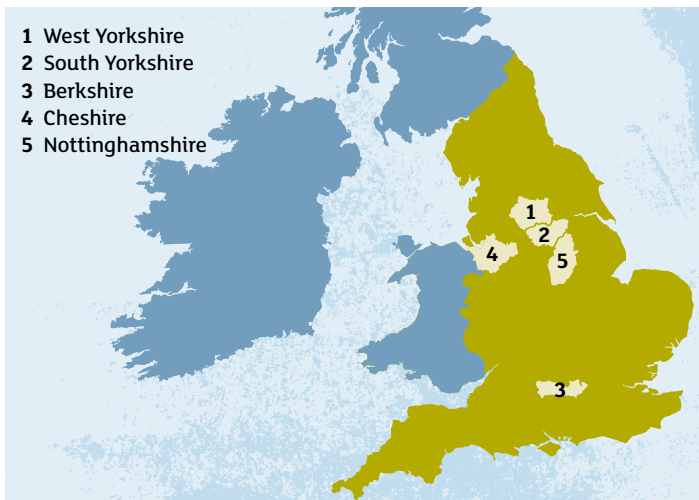 1 West Yorkshire
2 South Yorkshire
3 Berkshire
4 Cheshire
5 Nottinghamshire
1
2
4
5
3